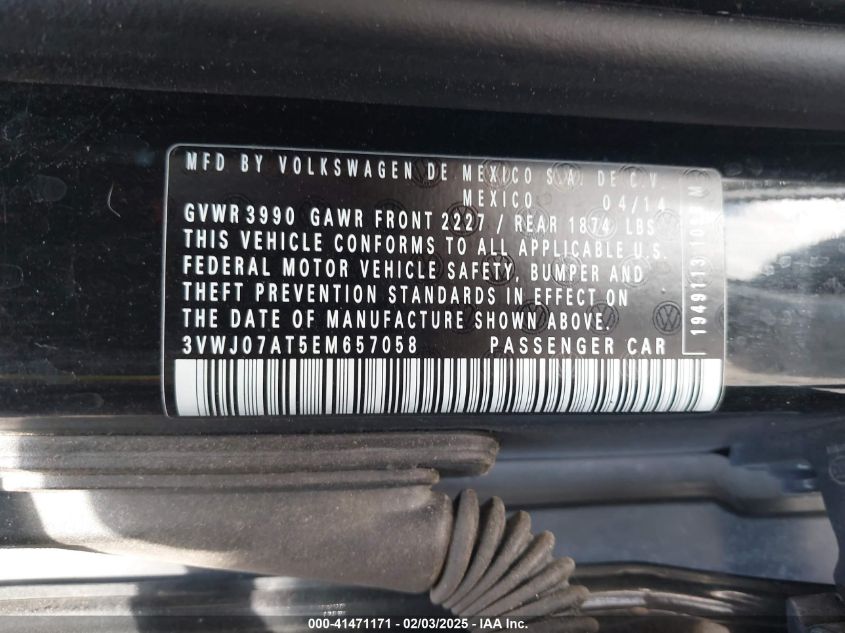 MFD BY VOLKSWAGEN DE MEXICO S.A. DE C.V
MEXICO 04/14
GVWR 3990 GAWR FRONT 2227 / REAR 1874 LBS
THIS VEHICLE CONFORMS TO ALL APPLICABLE U.S.
FEDERAL MOTOR VEHICLE SAFETY, BUMPER AND
THEFT PREVENTION STANDARDS IN EFFECT ON
THE DATE OF MANUFACTURE SHOWN ABOVE.
3VWJ07AT5EM657058 PASSENGER CAR
000-41471171 - 02/03/2025 - IAA, Inc.